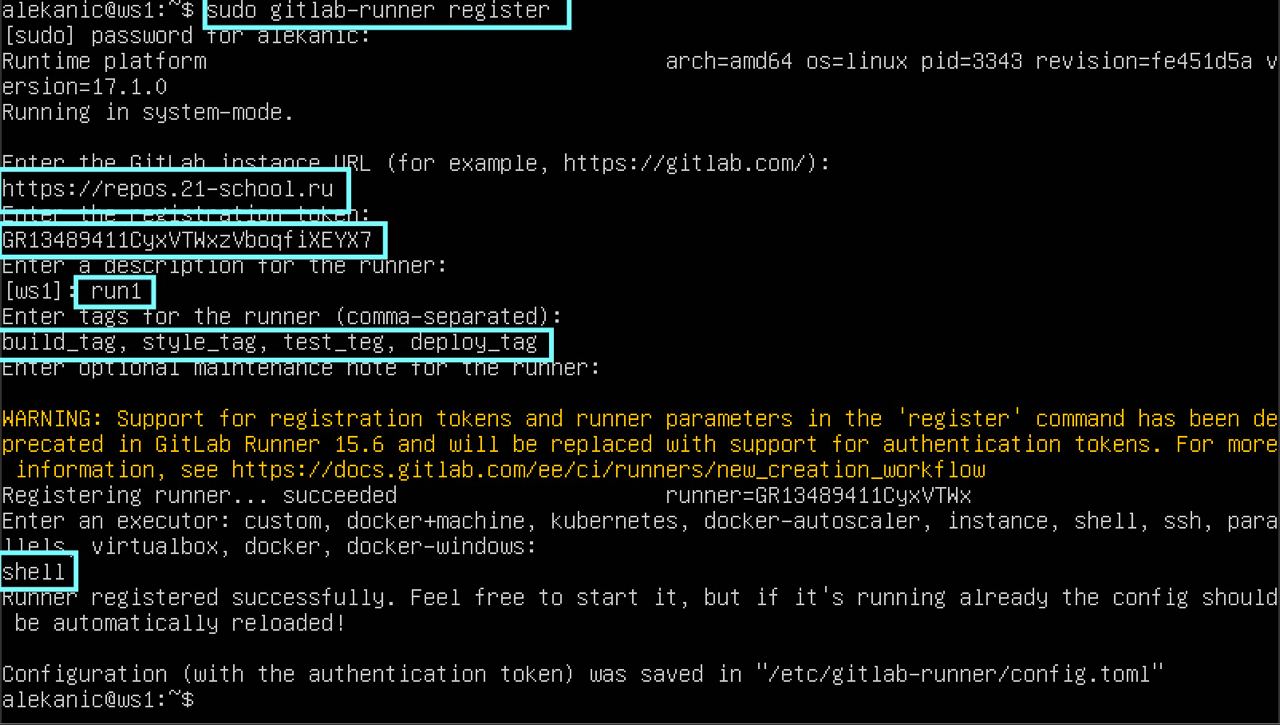 alekanic@ws1:~$ sudo gitlab-runner register
[sudo] password for alekanic:
Runtime platform                                    arch=amd64 os=linux pid=3343 revision=fe451d5a v
ersion=17.1.0
Running in system-mode.
Enter the GitLab instance URL (for example, https://gitlab.com/):
https://repos.21-school.ru
Enter the registration token:
GR13489411CyxVTWxzVboqfiXEYX7
Enter a description for the runner:
[ws1]: run1
Enter tags for the runner (comma-separated):
build_tag, style_tag, test_teg, deploy_tag
Enter optional maintenance note for the runner:
WARNING: Support for registration tokens and runner parameters in the 'register' command has been de
precated in GitLab Runner 15.6 and will be replaced with support for authentication tokens. For more
 information, see https://docs.gitlab.com/ee/ci/runners/new_creation_workflow
Registering runner... succeeded                     runner=GR13489411CyxVTWx
Enter an executor: custom, docker+machine, kubernetes, docker-autoscaler, instance, shell, ssh, para
llels, virtualbox, docker, docker-windows:
shell
Runner registered successfully. Feel free to start it, but if it's running already the config should
 be automatically reloaded!
Configuration (with the authentication token) was saved in "/etc/gitlab-runner/config.toml"
alekanic@ws1:~$